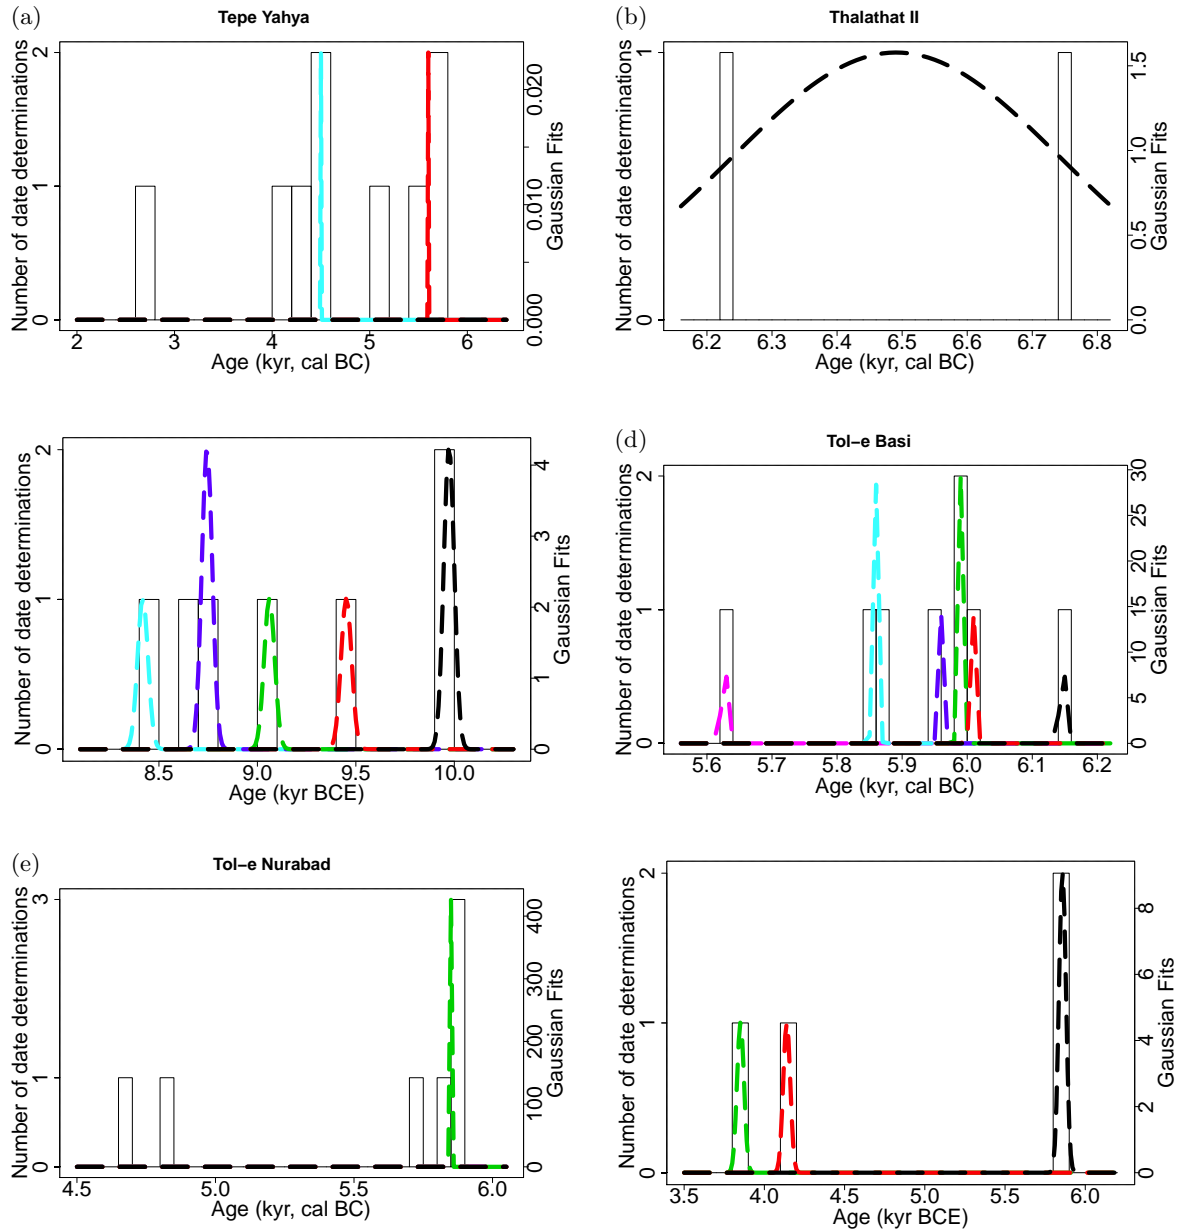 (a)
Tepe Yahya
Number of date determinations
0 1 2
2 3 4 5 6
Age (kyr, cal BC)
0.000 0.010 0.020
Gaussian Fits
(b)
Thalathat II
Number of date determinations
0 1
6.2 6.3 6.4 6.5 6.6 6.7 6.8
Age (kyr, cal BC)
0.0 0.5 1.0 1.5
Gaussian Fits
Number of date determinations
0 1 2
8.5 9.0 9.5 10.0
Age (kyr BCE)
0 1 2 3 4
Gaussian Fits
(d)
Tol-e Basi
Number of date determinations
0 1 2
5.6 5.7 5.8 5.9 6.0 6.1 6.2
Age (kyr, cal BC)
0 5 10 15 20 25 30
Gaussian Fits
(e)
Tol-e Nurabad
Number of date determinations
0 1 3
4.5 5.0 5.5 6.0
Age (kyr, cal BC)
0 100 200 300 400
Gaussian Fits
Number of date determinations
0 1 2
3.5 4.0 4.5 5.0 5.5 6.0
Age (kyr BCE)
0 2 4 6 8
Gaussian Fits